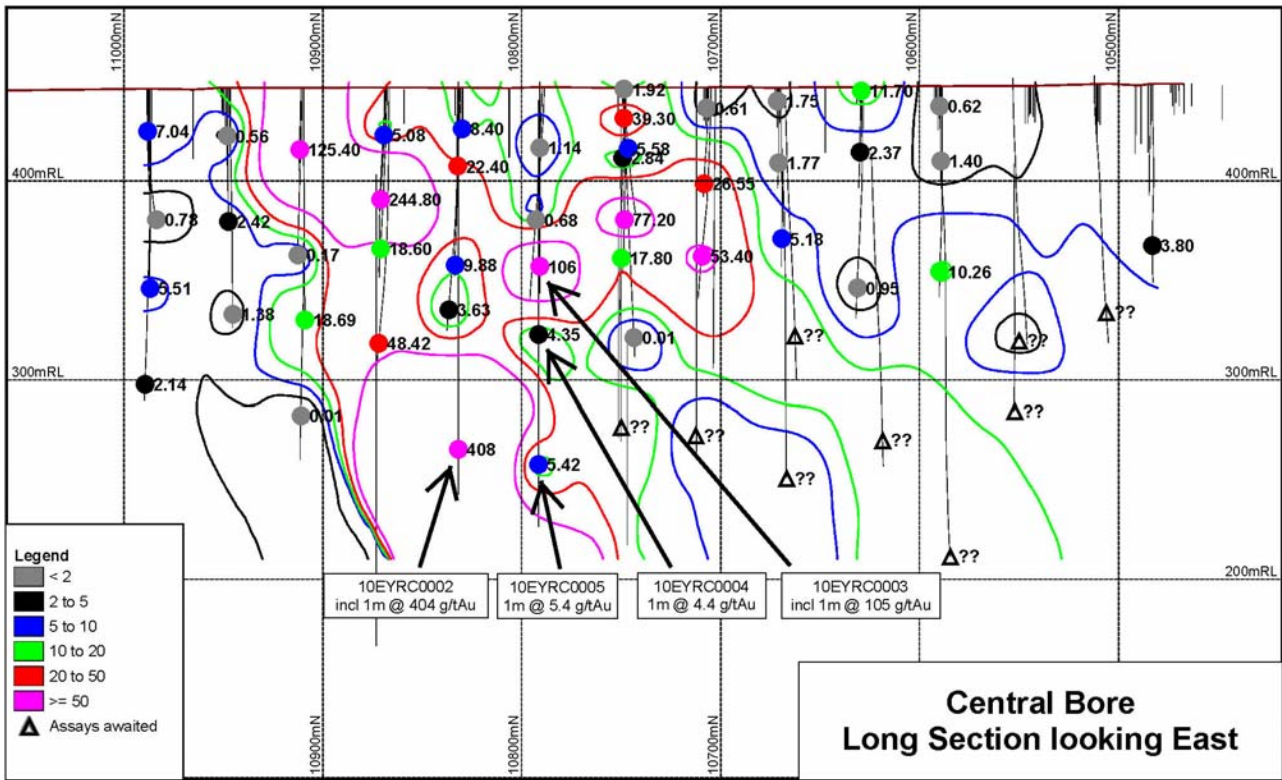 11000mN
10900mN
10800mN
10700mN
10600mN
10500mN
1.92
11.70
1.75
0.61
0.62
39.30
7.04
0.56
5.08
8.40
125.40
1.14
5.58
2.84
2.37
1.77
1.40
22.40
400mRL
244.80
26.55
0.78
2.42
0.68
77.20
18.60
5.18
3.80
0.17
9.88
106
17.80
53.40
10.26
5.51
0.95
1.38
18.69
3.63
??
4.35
0.01
??
48.42
??
300mRL
2.14
0.01
??
??
??
??
408
5.42
??
??
200mRL
Legend
< 2
2 to 5
5 to 10
10 to 20
20 to 50
>= 50
Assays awaited
10EYRC0002
incl 1m @ 404 g/tAu
10EYRC0005
1m @ 5.4 g/tAu
10EYRC0004
1m @ 4.4 g/tAu
10EYRC0003
incl 1m @ 105 g/tAu
10900mN
10800mN
10700mN
Central Bore
Long Section looking East